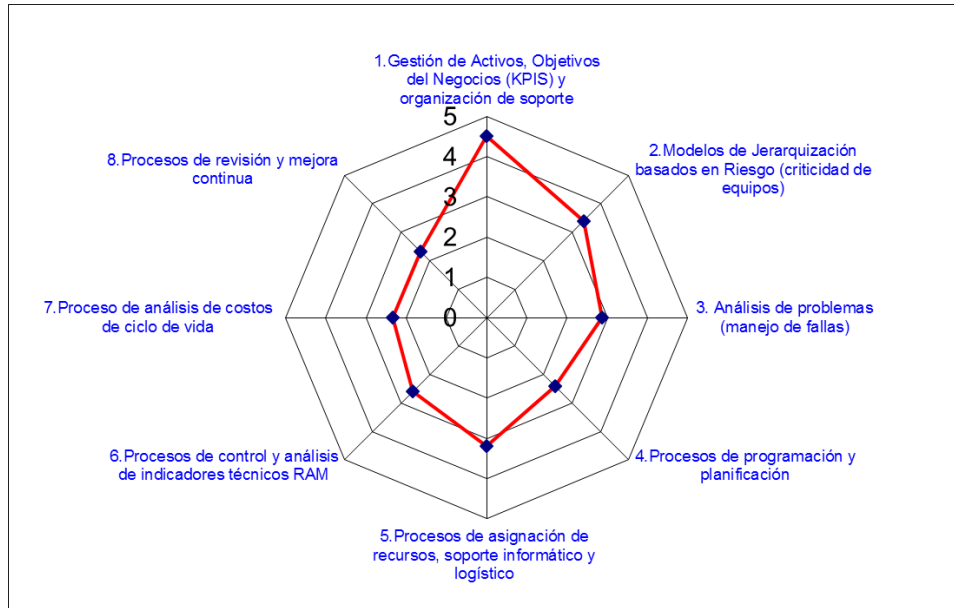 1.Gestión de Activos, Objetivos
del Negocios (KPIS) y
organización de soporte
2.Modelos de Jerarquización
basados en Riesgo (criticidad de
equipos)
3. Análisis de problemas
(manejo de fallas)
4.Procesos de programación y
planificación
5.Procesos de asignación de
recursos, soporte informático y
logístico
6.Procesos de control y análisis
de indicadores técnicos RAM
7.Proceso de análisis de costos
de ciclo de vida
8.Procesos de revisión y mejora
continua
5
4
3
2
1
0